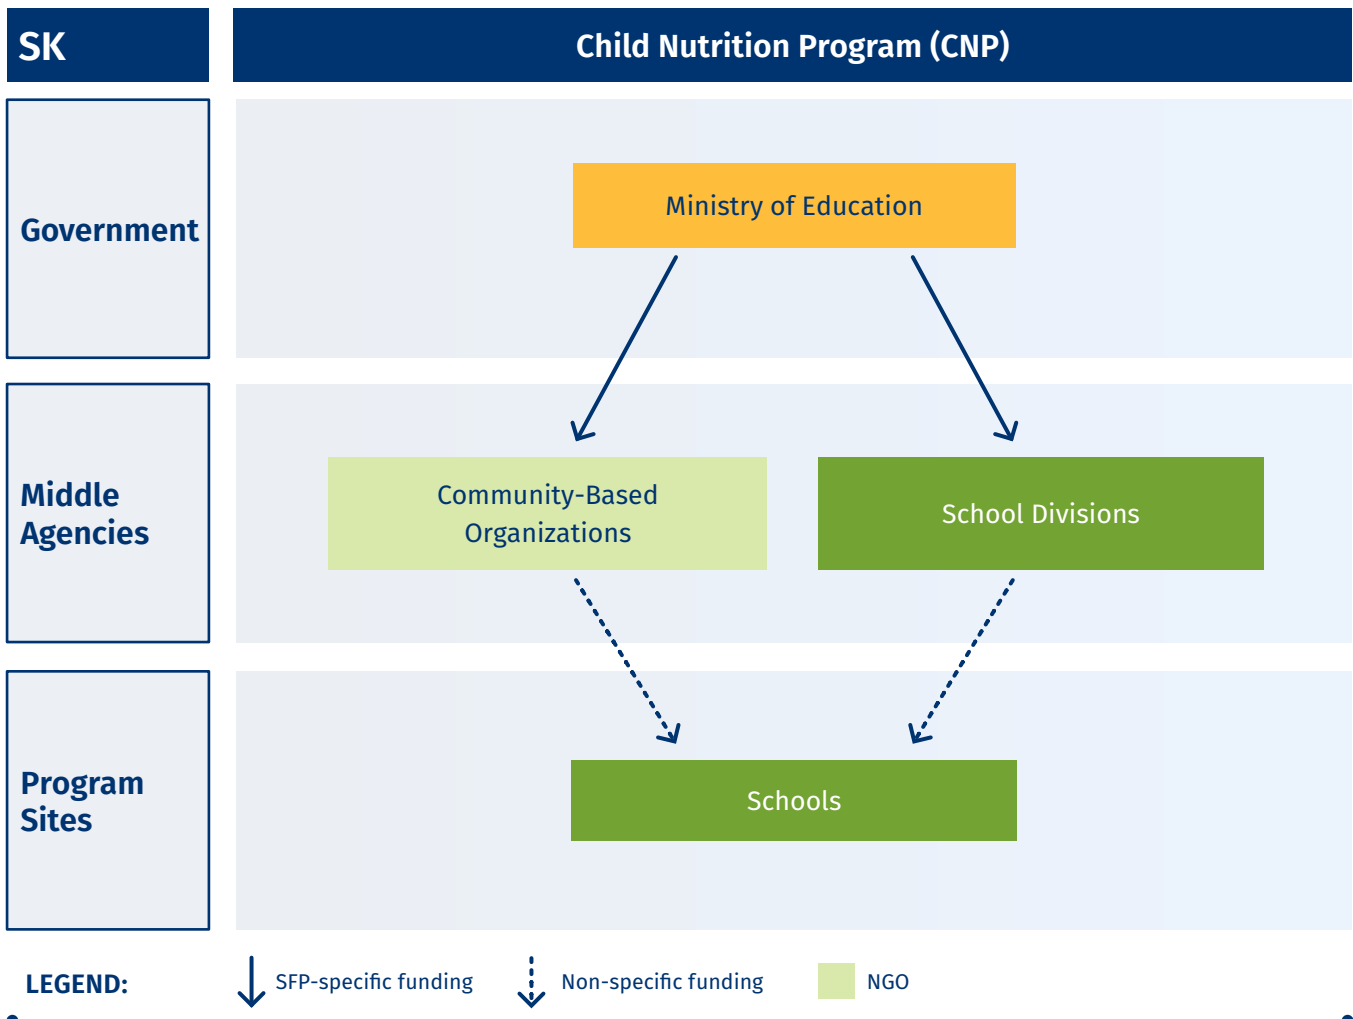 SK
Child Nutrition Program (CNP)
Government
Ministry of Education
Middle
Agencies
Community-Based
Organizations
School Divisions
Program
Sites
Schools
LEGEND:
SFP-specific funding
Non-specific funding
NGO